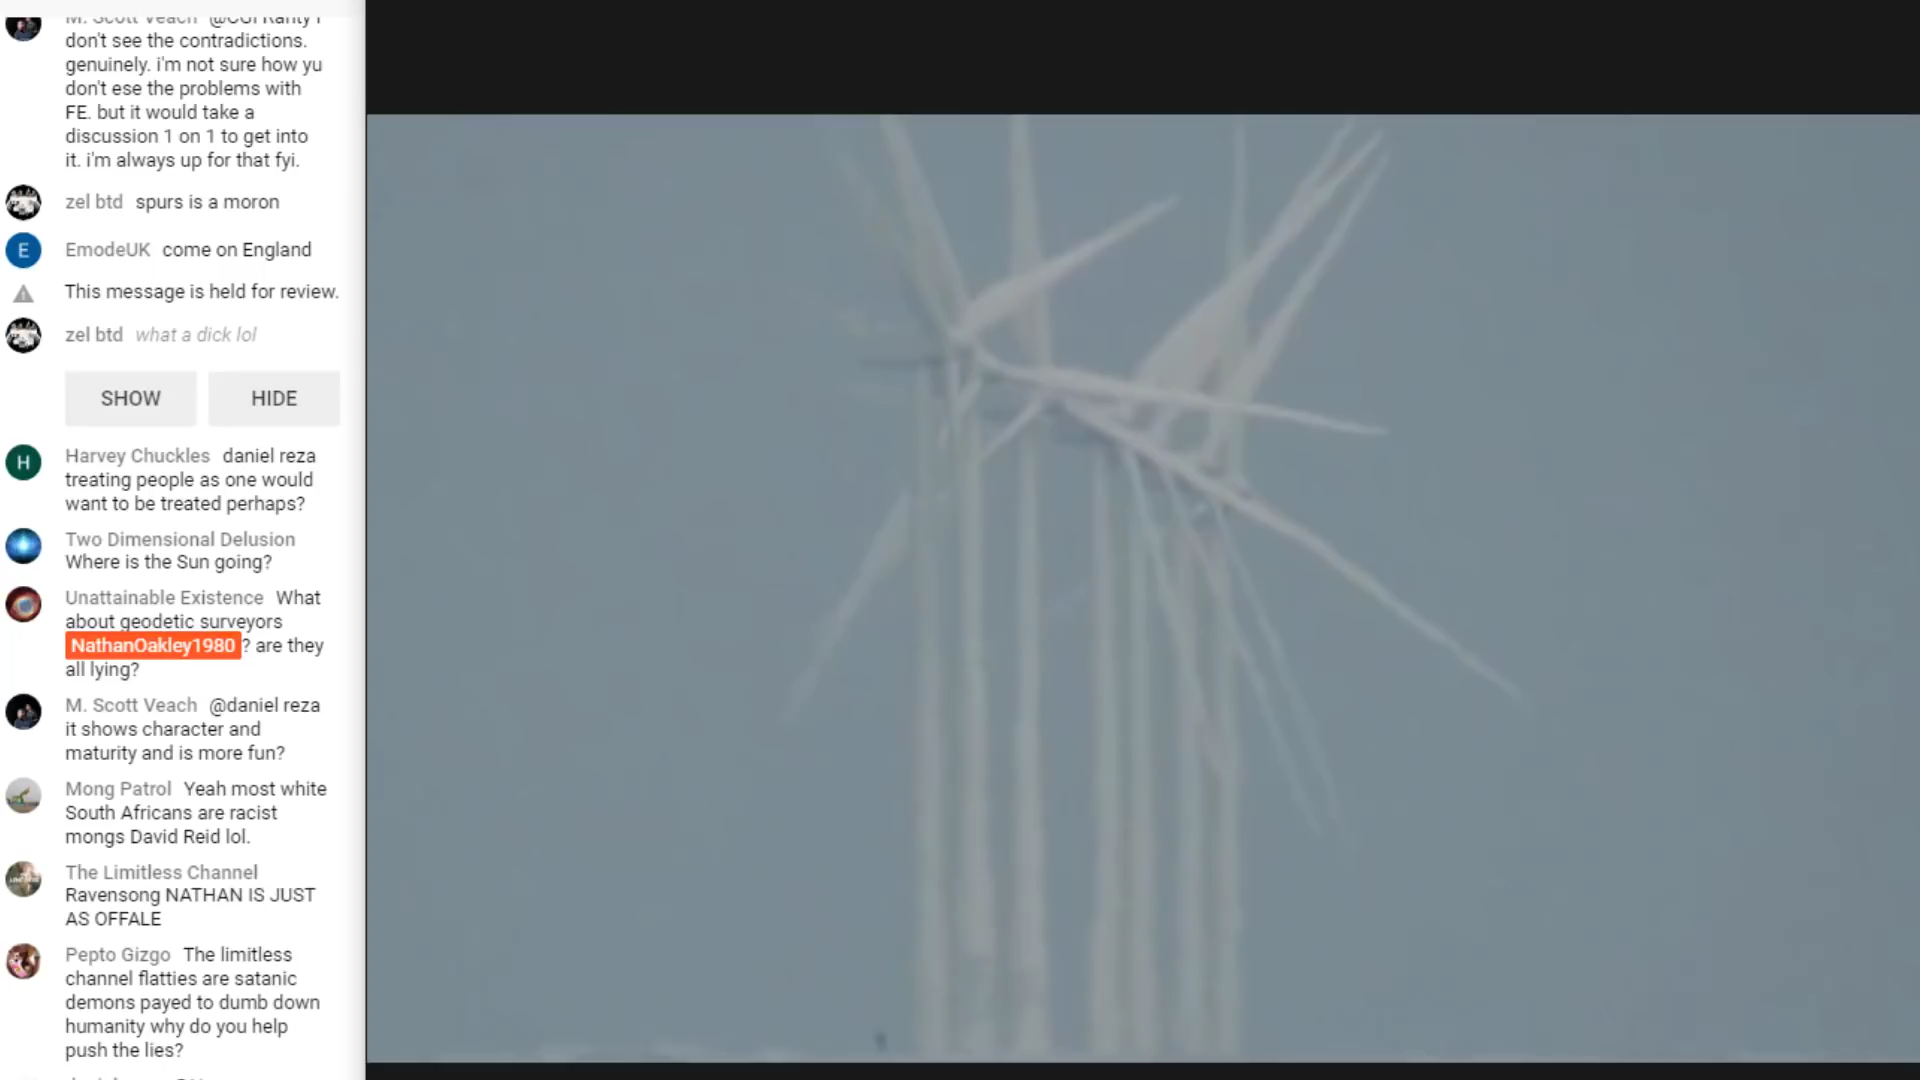 M. Scott Veach @CGI Ranty I
don't see the contradictions.
genuinely. i'm not sure how yu
don't ese the problems with
FE. but it would take a
discussion 1 on 1 to get into
it. i'm always up for that fyi.
zel btd spurs is a moron
E EmodeUK come on England
This message is held for review.
zel btd what a dick lol
SHOW HIDE
H Harvey Chuckles daniel reza
treating people as one would
want to be treated perhaps?
Two Dimensional Delusion
Where is the Sun going?
Unattainable Existence What
about geodetic surveyors
NathanOakley1980 ? are they
all lying?
M. Scott Veach @daniel reza
it shows character and
maturity and is more fun?
Mong Patrol Yeah most white
South Africans are racist
mongs David Reid lol.
The Limitless Channel
Ravensong NATHAN IS JUST
AS OFFALE
Pepto Gizgo The limitless
channel flatties are satanic
demons payed to dumb down
humanity why do you help
push the lies?